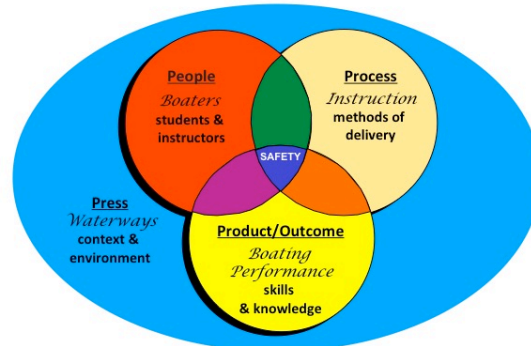 People
Boaters
students &
instructors
Process
Instruction
methods of
delivery
SAFETY
Press
Waterways
context &
environment
Product/Outcome
Boating
Performance
skills
& knowledge